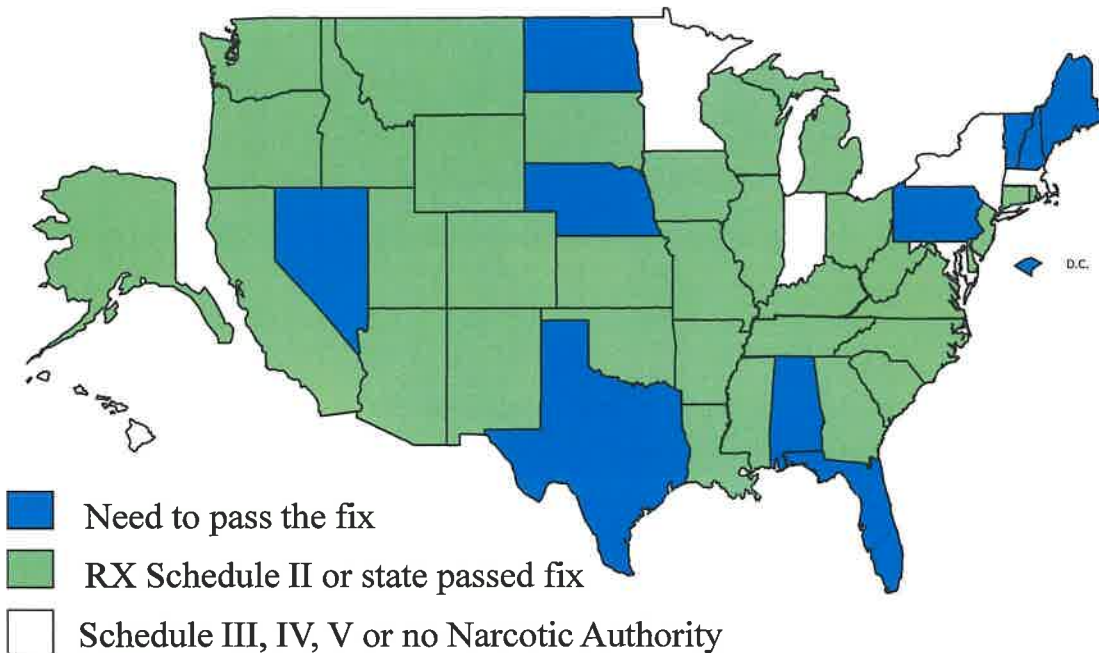 D.C.
Need to pass the fix
RX Schedule II or state passed fix
Schedule III, IV, V or no Narcotic Authority